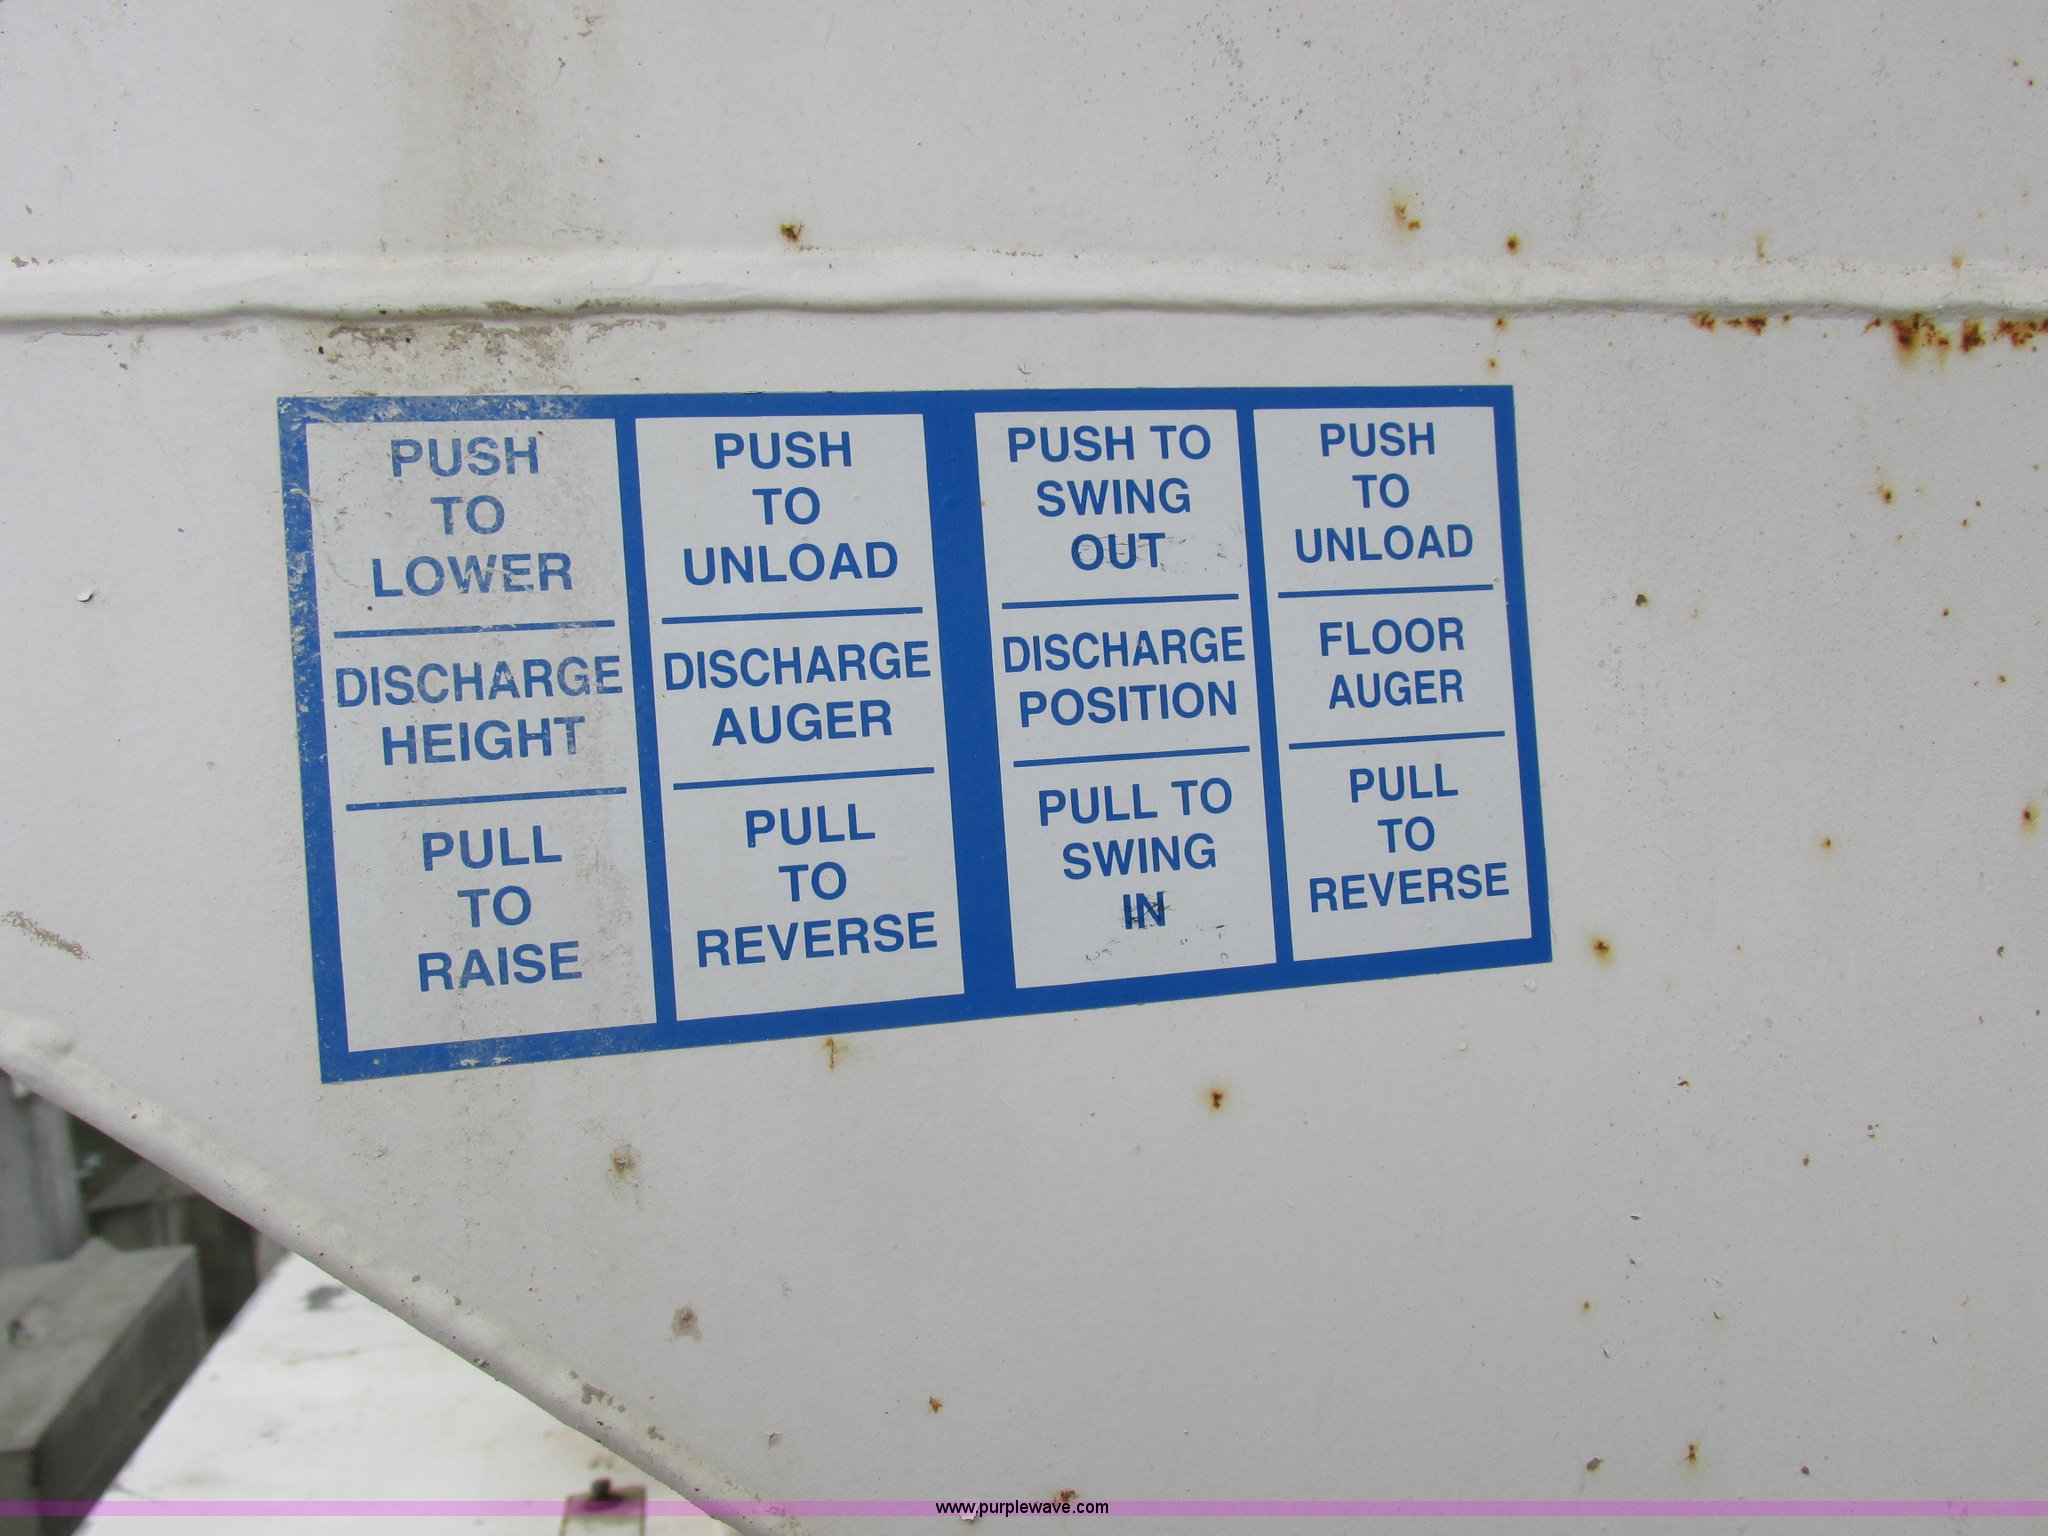 PUSH
TO
LOWER
DISCHARGE
HEIGHT
PULL
TO
RAISE
PUSH
TO
UNLOAD
DISCHARGE
AUGER
PULL
TO
REVERSE
PUSH TO
SWING
OUT
DISCHARGE
POSITION
PULL TO
SWING
IN
PUSH
TO
UNLOAD
FLOOR
AUGER
PULL
TO
REVERSE
www.purplewave.com